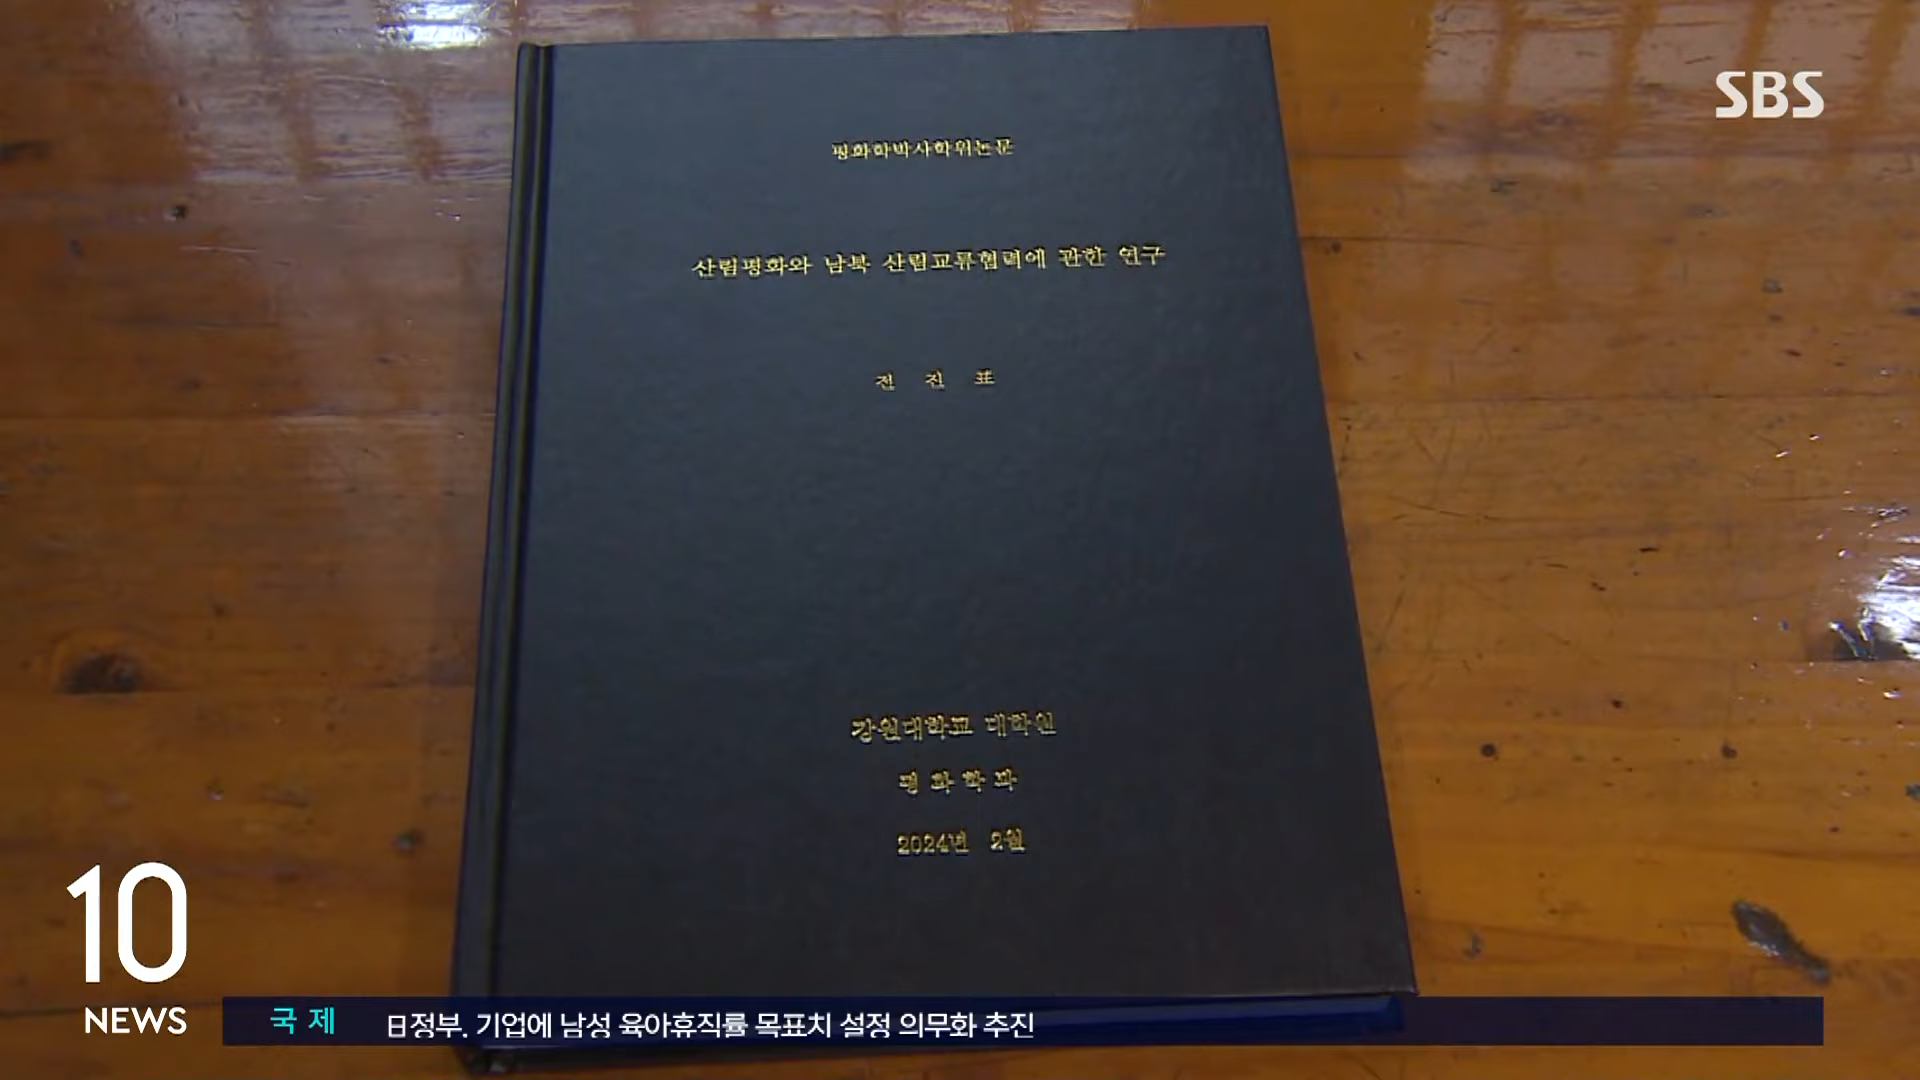 SBS
평화학박사학위논문
산림평화와 남북 산림교류협력에 관한 연구
전 진 표
강원대학교 대학원
평 화 학 과
2024년 2월
10
NEWS
국 제
日정부, 기업에 남성 육아휴직률 목표치 설정 의무화 추진